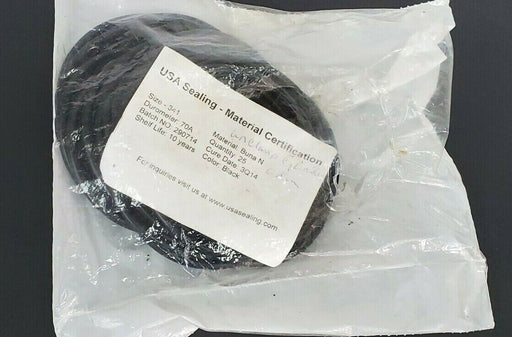 USA Sealing - Material Certification
Size -341
Durometer: 70A
Batch NO: 290714
Shelf Life: 10 years
Material: Buna N
Quantity: 25
Cure Date: 3Q14
Color: Black
For inquiries visit us at www.usasealing.com